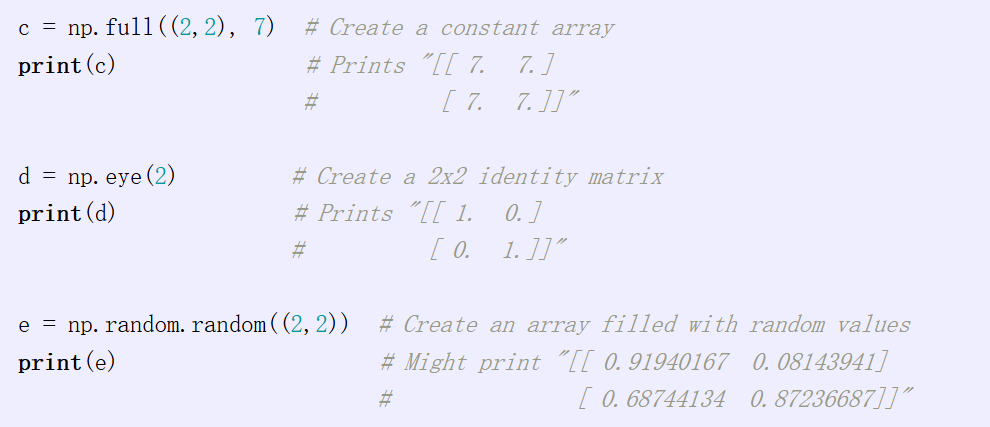 c = np.full((2,2), 7)  # Create a constant array
print(c)               # Prints "[[ 7.  7.]
                       #          [ 7.  7.]]"
d = np.eye(2)         # Create a 2x2 identity matrix
print(d)              # Prints "[[ 1.  0.]
                      #          [ 0.  1.]]"
e = np.random.random((2,2))  # Create an array filled with random values
print(e)                     # Might print "[[ 0.91940167  0.08143941]
                             #               [ 0.68744134  0.87236687]]"